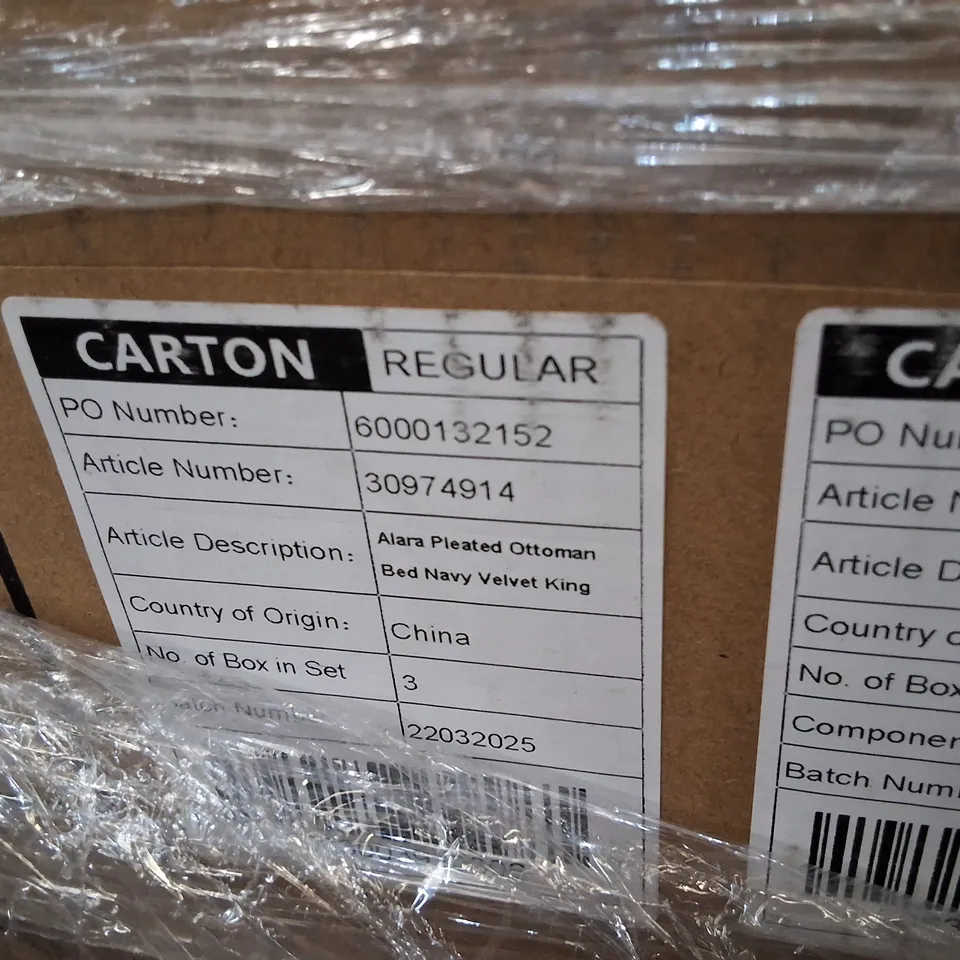 CARTON REGULAR
PO Number: 6000132152
Article Number: 30974914
Article Description: Alara Pleated Ottoman
Bed Navy Velvet King
Country of Origin: China
No. of Box in Set 3
Batch Number 22032025
CA
PO Nu
Article
Article D
Country
No. of Box
Componen
Batch Num